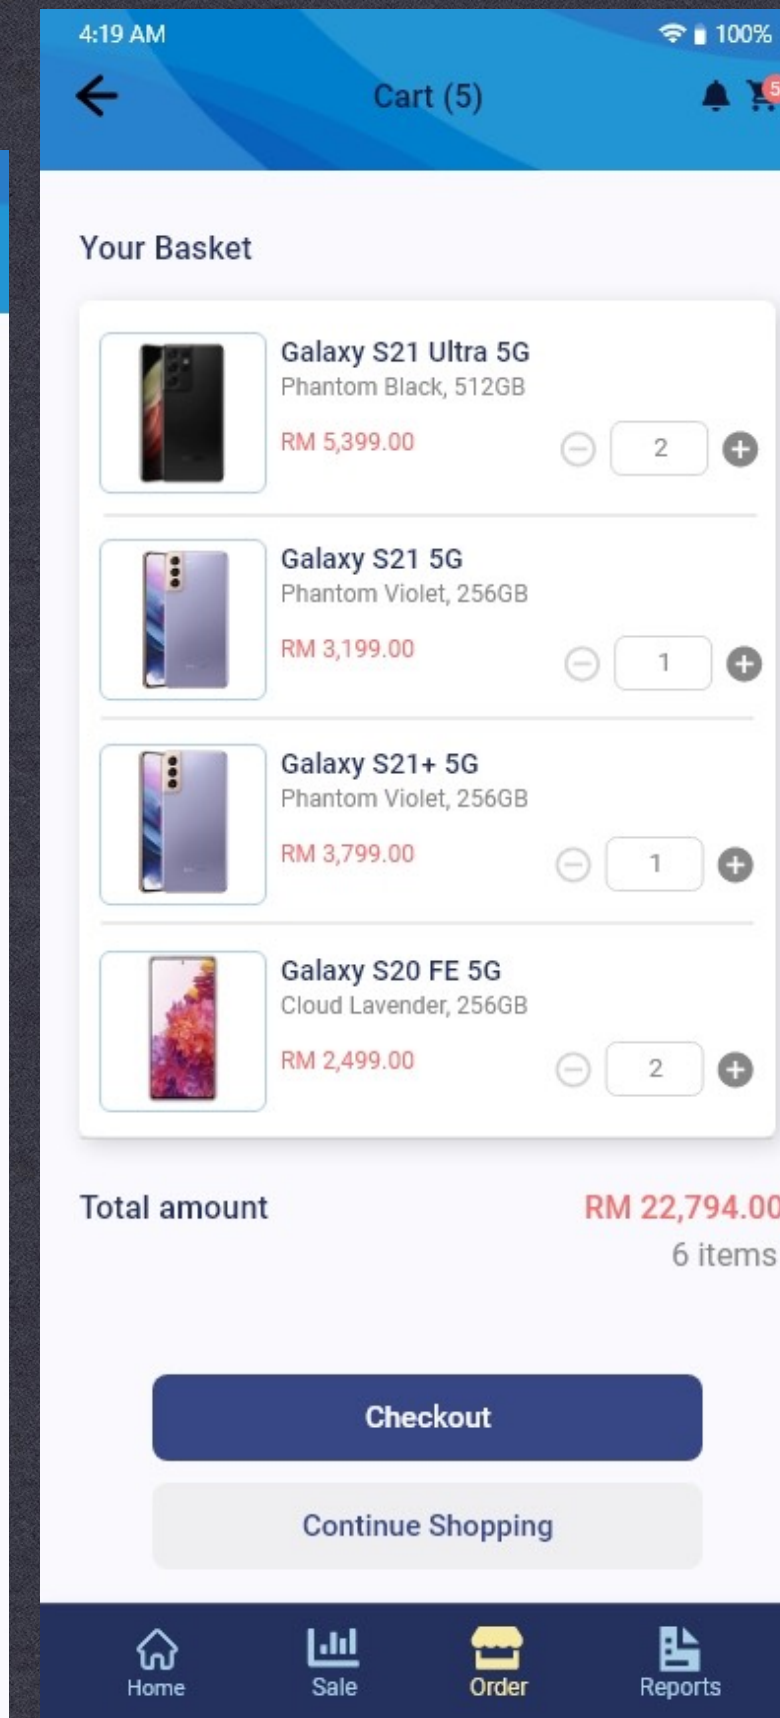 4:19 AM 100%
Cart (5) 5
Your Basket
Galaxy S21 Ultra 5G
Phantom Black, 512GB
RM 5,399.00 2
Galaxy S21 5G
Phantom Violet, 256GB
RM 3,199.00 1
Galaxy S21+ 5G
Phantom Violet, 256GB
RM 3,799.00 1
Galaxy S20 FE 5G
Cloud Lavender, 256GB
RM 2,499.00 2
Total amount RM 22,794.00
6 items
Checkout
Continue Shopping
Home Sale Order Reports